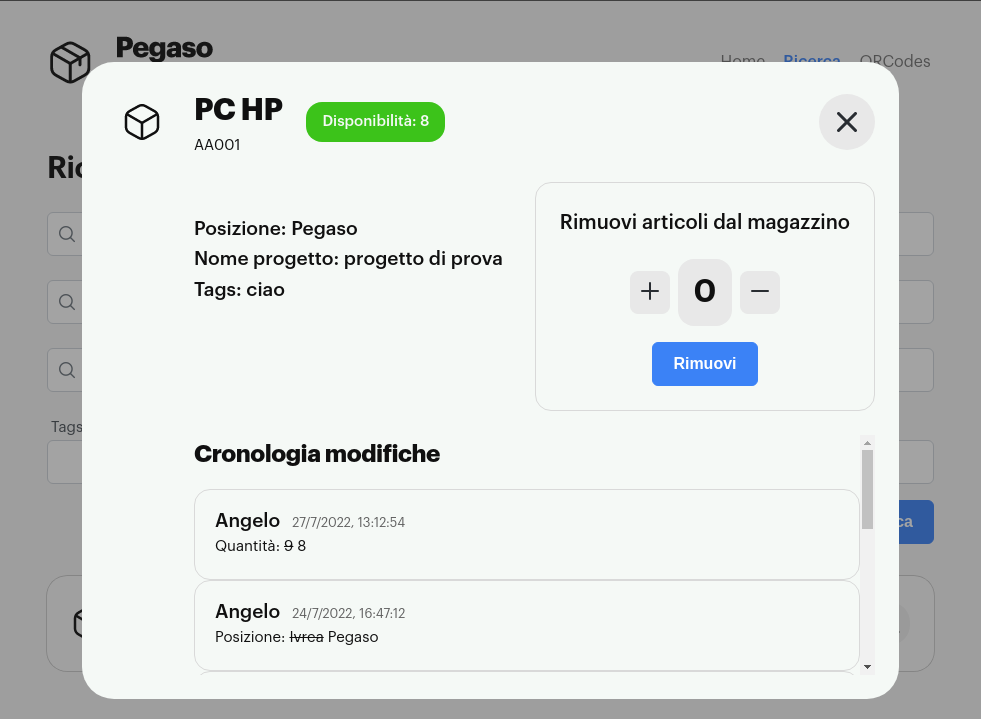 Pegaso
Home Ricerca QRCodes
PC HP
Disponibilità: 8
AA001
Ric
Posizione: Pegaso
Nome progetto: progetto di prova
Tags: ciao
Rimuovi articoli dal magazzino
0
Rimuovi
Tags
Cronologia modifiche
Angelo 27/7/2022, 13:12:54
Quantità: 9 8
ca
Angelo 24/7/2022, 16:47:12
Posizione: Ivrea Pegaso